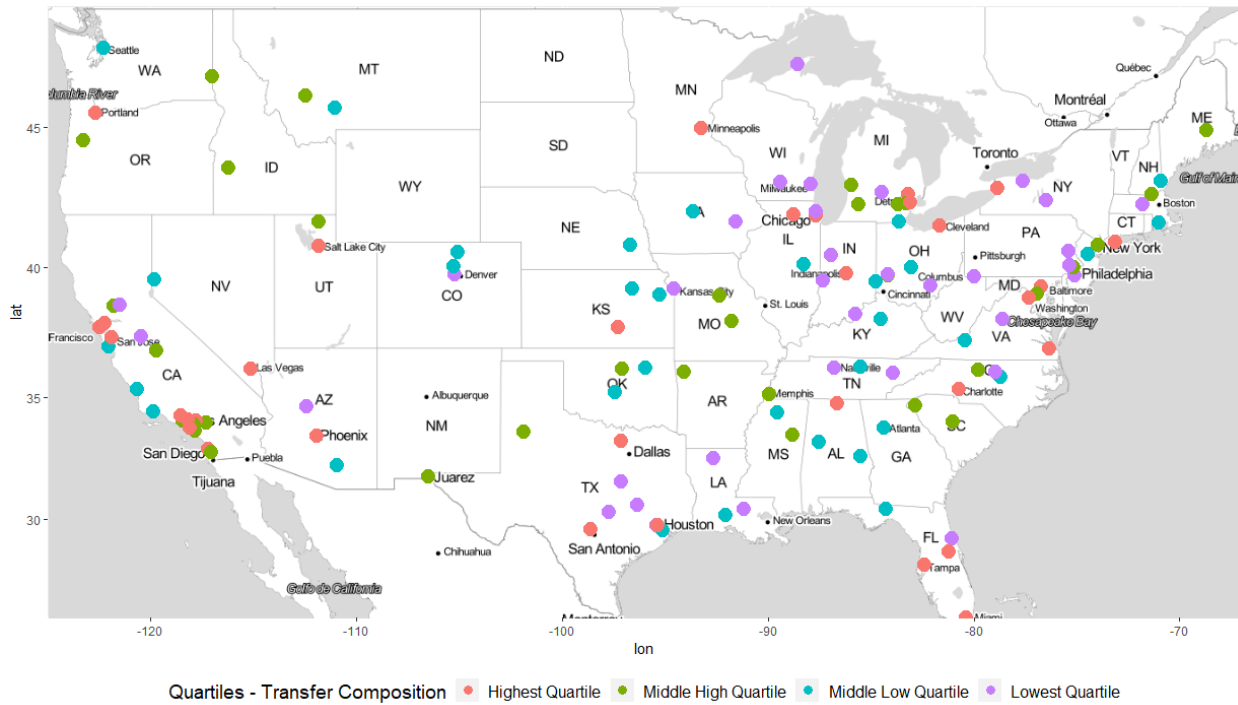 ND
MT
Seattle
WA
Québec
MN
Columbia River
Portland
Montréal
ME
Ottawa
45
Minneapolis
MI
VT
SD
WI
Toronto
NH
OR
ID
Gulf of Main
WY
Milwaukee
NY
Detr
Boston
IA
Chicago
CT
Cleveland
NE
PA
New York
IL
Salt Lake City
IN
OH
Pittsburgh
40
Denver
Indianapolis
Columbus
Philadelphia
NV
UT
MD
Kansas City
Baltimore
CO
Cincinnati
St. Louis
Washington
KS
WV
lat
MO
Chesapeake Bay
Francisco
San Jose
KY
VA
Las Vegas
Nashville
CA
OK
TN
NC
Memphis
Charlotte
35
Albuquerque
AZ
AR
Los Angeles
NM
SC
Phoenix
Atlanta
San Diego
Puebla
Dallas
MS
AL
GA
Juarez
Tijuana
LA
TX
30
Houston
New Orleans
FL
San Antonio
Chihuahua
Tampa
Golfo de California
Monterrey
Miami
-120
-110
-100
-90
-80
-70
lon
Quartiles - Transfer Composition Highest Quartile Middle High Quartile Middle Low Quartile Lowest Quartile